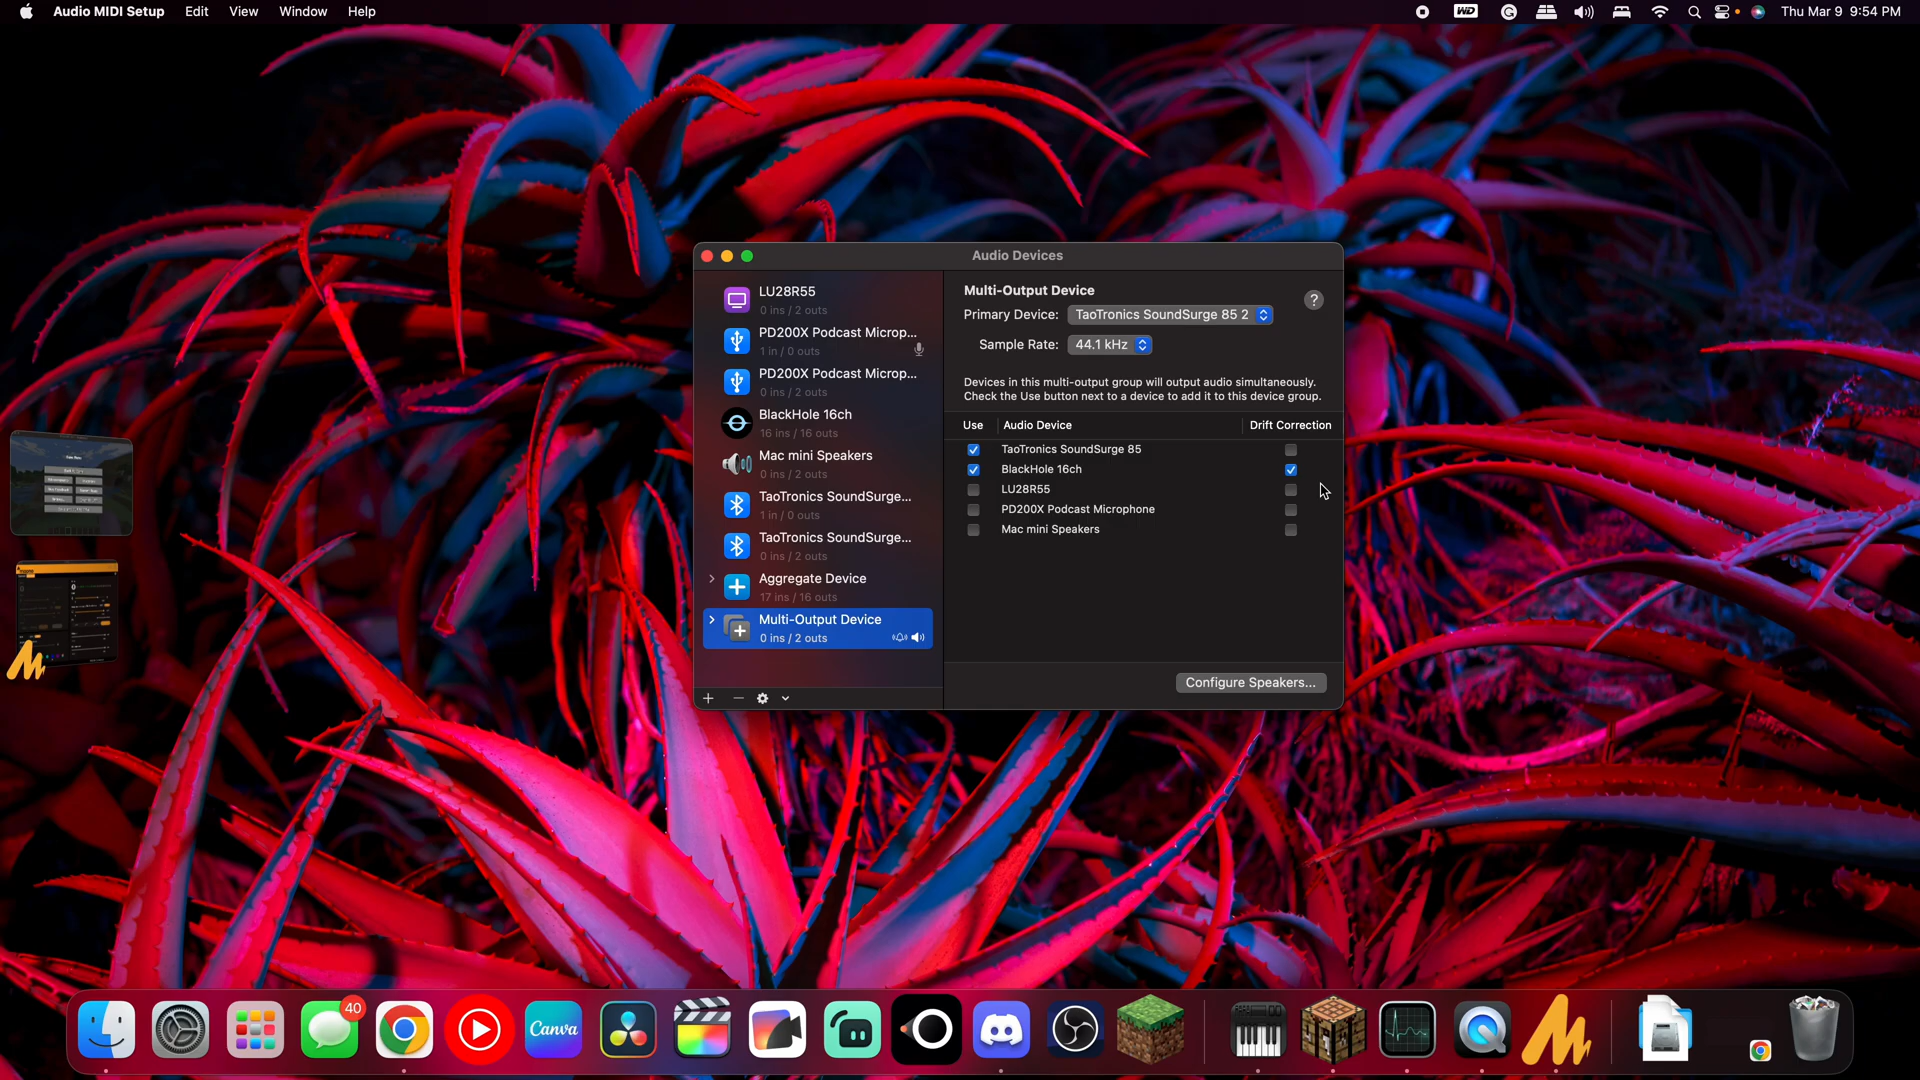 Audio MIDI Setup Edit View Window Help
WD
Thu Mar 9 9:54 PM
Audio Devices
LU28R55
0 ins / 2 outs
PD200X Podcast Microp...
1 in / 0 outs
PD200X Podcast Microp...
0 ins / 2 outs
BlackHole 16ch
16 ins / 16 outs
Mac mini Speakers
0 ins / 2 outs
TaoTronics SoundSurge...
1 in / 0 outs
TaoTronics SoundSurge...
0 ins / 2 outs
Aggregate Device
17 ins / 16 outs
Multi-Output Device
0 ins / 2 outs
Multi-Output Device
?
Primary Device: TaoTronics SoundSurge 85 2
Sample Rate: 44.1 kHz
Devices in this multi-output group will output audio simultaneously.
Check the Use button next to a device to add it to this device group.
Use Audio Device Drift Correction
TaoTronics SoundSurge 85
BlackHole 16ch
LU28R55
PD200X Podcast Microphone
Mac mini Speakers
Configure Speakers...
40
Canva